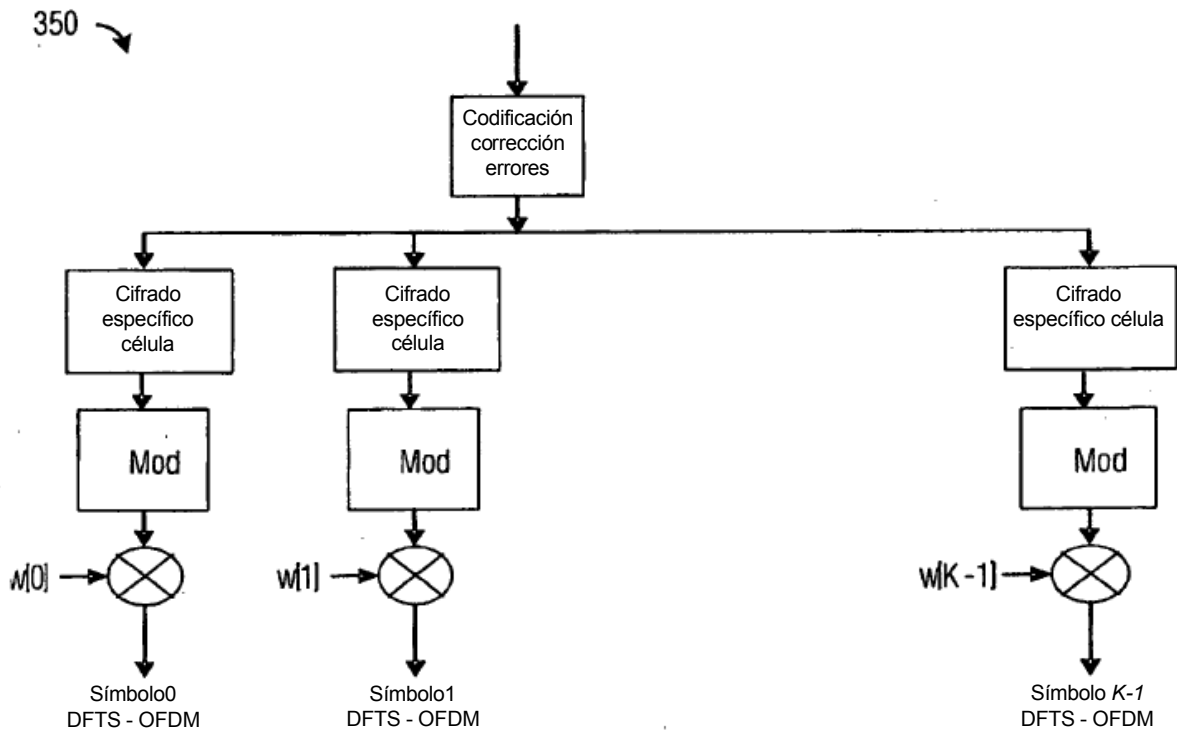 350
Codificación
corrección
errores
Cifrado
específico
célula
Cifrado
específico
célula
Cifrado
específico célula
Mod
Mod
Mod
w[0]
w[1]
w[K-1]
Símbolo0
DFTS - OFDM
Símbolo1
DFTS - OFDM
Símbolo K-1
DFTS - OFDM